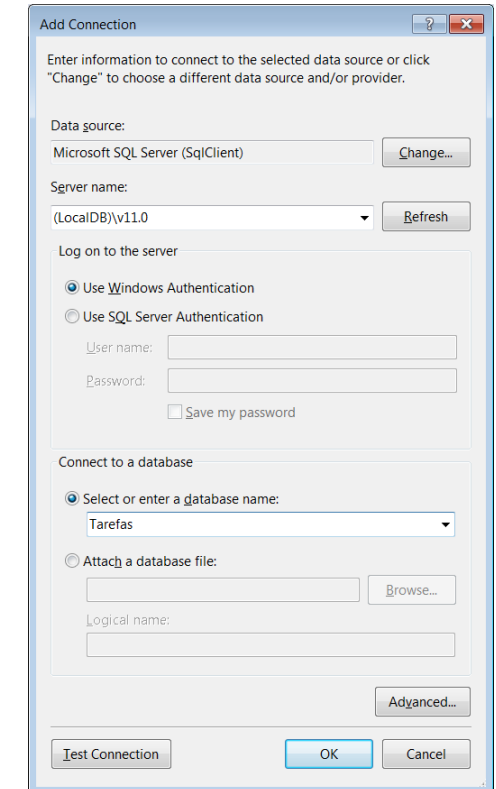 Add Connection
Enter information to connect to the selected data source or click
"Change" to choose a different data source and/or provider.
Data source:
Microsoft SQL Server (SqlClient)
Change...
Server name:
(LocalDB)\v11.0
Refresh
Log on to the server
Use Windows Authentication
Use SQL Server Authentication
User name:
Password:
Save my password
Connect to a database
Select or enter a database name:
Tarefas
Attach a database file:
Browse...
Logical name:
Advanced...
Test Connection
OK
Cancel